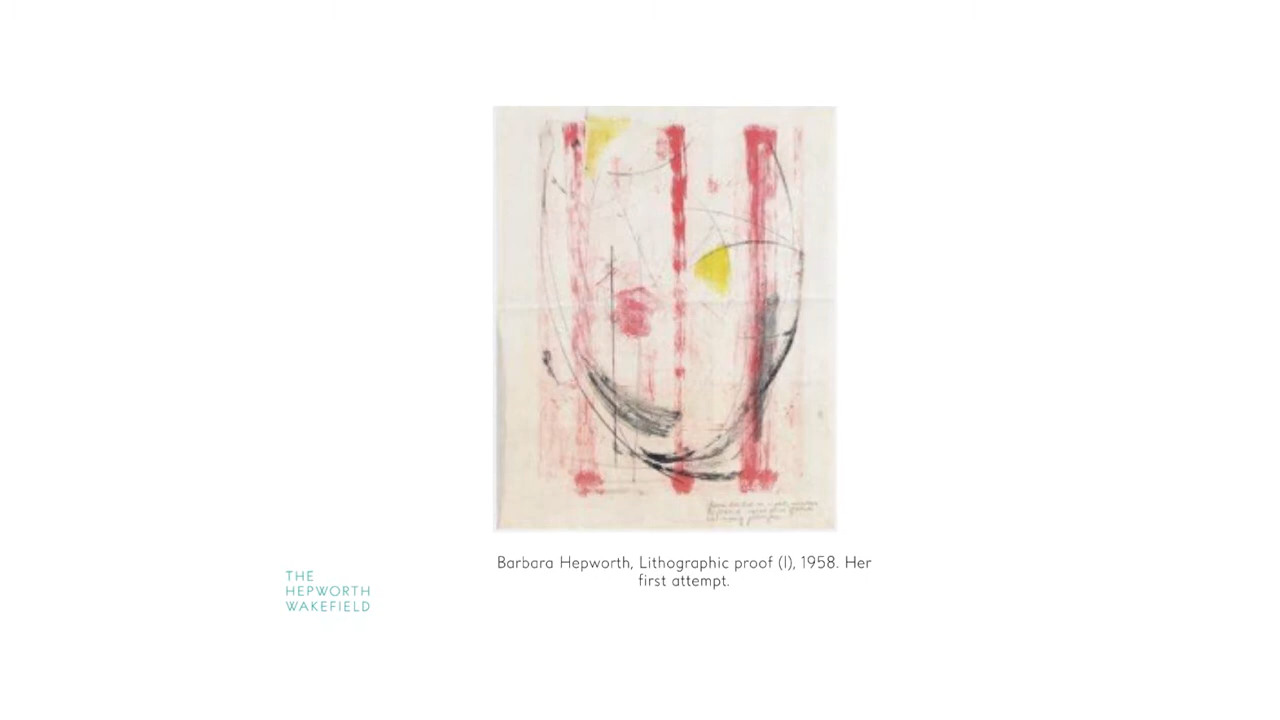 Barbara Hepworth, Lithographic proof (I), 1958. Her
first attempt.
THE
HEPWORTH
WAKEFIELD